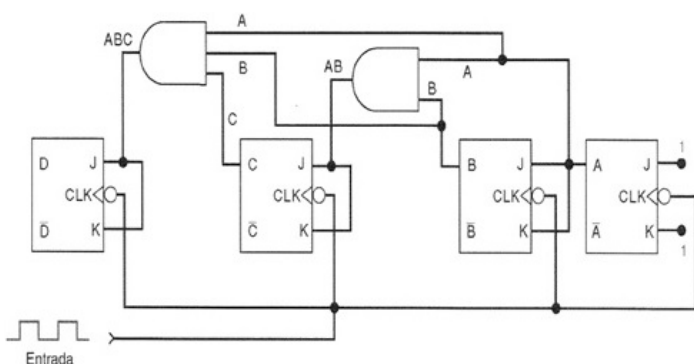 A
ABC
B
AB
A
B
C
D J
CLK
D̅ K
C J
CLK
C̅ K
B J
CLK
B̅ K
A J
CLK
A̅ K
1
1
Entrada